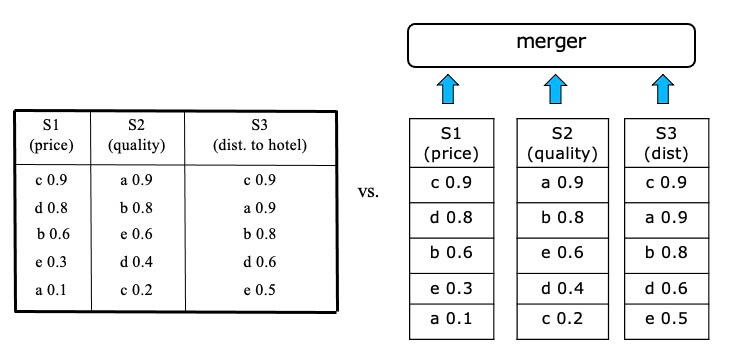 S1 S2 S3
(price) (quality) (dist. to hotel)
c 0.9 a 0.9 c 0.9
d 0.8 b 0.8 a 0.9
b 0.6 e 0.6 b 0.8
e 0.3 d 0.4 d 0.6
a 0.1 c 0.2 e 0.5
vs.
merger
S1 S2 S3
(price) (quality) (dist)
c 0.9 a 0.9 c 0.9
d 0.8 b 0.8 a 0.9
b 0.6 e 0.6 b 0.8
e 0.3 d 0.4 d 0.6
a 0.1 c 0.2 e 0.5